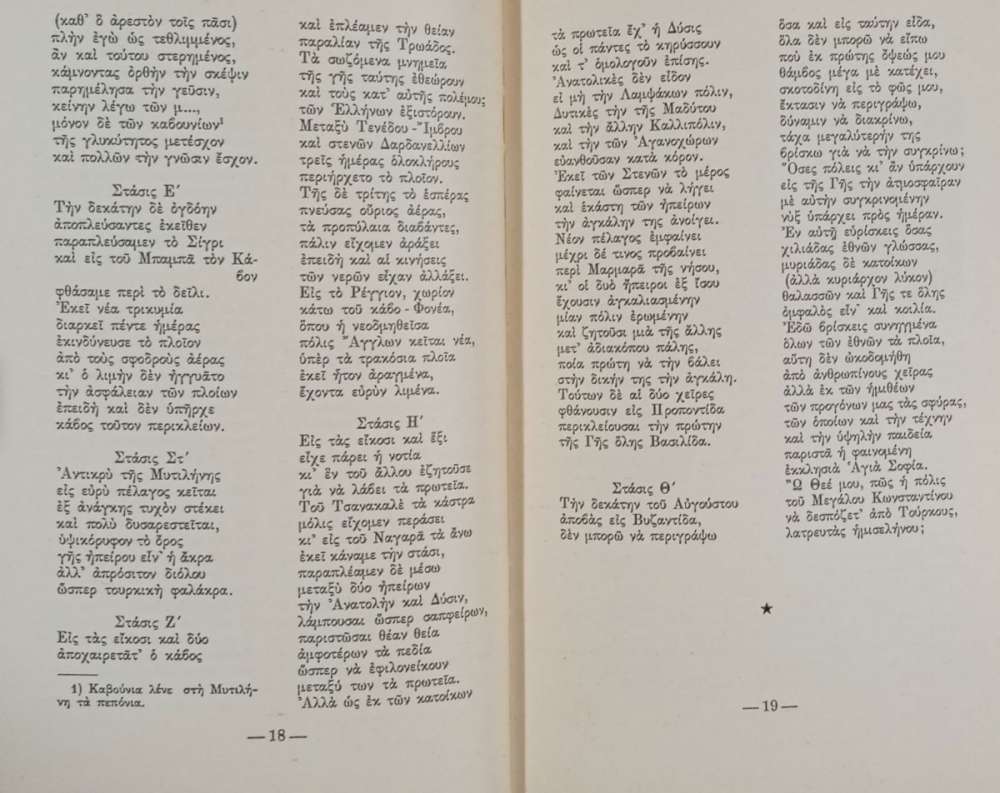 (καθ' ὃ ἀρεστὸν τοῖς πᾶσι)
πλὴν ἐγὼ ὡς τεθλιμμένος,
ἂν καὶ τούτου στερημένος,
κάμνοντας ὀρθὴν τὴν σκέψιν
παρημέλησα τὴν γεῦσιν,
κείνην λέγω τῶν μ...,
μόνον δὲ τῶν καβουνίων¹
τῆς γλυκύτητος μετέσχον
καὶ πολλῶν τὴν γνῶσιν ἔσχον.
Στάσις Ε'
Τὴν δεκάτην δὲ ὀγδόην
ἀποπλεύσαντες ἐκεῖθεν
παραπλεύσαμεν τὸ Σίγρι
καὶ εἰς τοῦ Μπαμπᾶ τὸν Κά-
βον
φθάσαμε περὶ τὸ δεῖλι.
Ἐκεῖ νέα τρικυμία
διαρκεῖ πέντε ἡμέρας
ἐκινδύνευσε τὸ πλοῖον
ἀπὸ τοὺς σφοδροὺς ἀέρας
κι' ὁ λιμὴν δὲν ἠγγυᾶτο
τὴν ἀσφάλειαν τῶν πλοίων
ἐπειδὴ καὶ δὲν ὑπῆρχε
κάβος τοῦτον περικλείων.
Στάσις Στ'
Ἀντικρὺ τῆς Μυτιλήνης
εἰς εὐρὺ πέλαγος κεῖται
ἐξ ἀνάγκης τυχὸν στέκει
καὶ πολὺ δυσαρεστεῖται,
ὑψικόρυφον τὸ ὄρος
γῆς ἠπείρου εἶν' ἡ ἄκρα
ἀλλ' ἀπρόσιτον διόλου
ὥσπερ τουρκικὴ φαλάκρα.
Στάσις Ζ'
Εἰς τὰς εἴκοσι καὶ δύο
ἀποχαιρετᾶτ' ὁ κάβος
1) Καβούνια λένε στὴ Μυτιλή-
νη τὰ πεπόνια.
καὶ ἐπλέαμεν τὴν θείαν
παραλίαν τῆς Τρωάδος.
Τὰ σωζόμενα μνημεῖα
τῆς γῆς ταύτης ἐθεώρουν
καὶ τοὺς κατ' αὐτῆς πολέμους
τῶν Ἑλλήνων ἐξιστόρουν.
Μεταξὺ Τενέδου - Ἴμβρου
καὶ στενῶν Δαρδανελλίων
τρεῖς ἡμέρας ὁλοκλήρους
περιήρχετο τὸ πλοῖον.
Τῆς δὲ τρίτης τὸ ἑσπέρας
πνεύσας οὔριος ἀέρας,
τὰ προπύλαια διαβάντες,
πάλιν εἴχομεν ἀράξει
ἐπειδὴ καὶ αἱ κινήσεις
τῶν νερῶν εἶχαν ἀλλάξει.
Εἰς τὸ Ρέγγιον, χωρίον
κάτω τοῦ κάβο - Φονέα,
ὅπου ἡ νεοδμηθεῖσα
πόλις Ἄγγλων κεῖται νέα,
ὑπὲρ τὰ τρακόσια πλοῖα
ἐκεῖ ἦτον ἀραγμένα,
ἔχοντα εὐρὺν λιμένα.
Στάσις Η'
Εἰς τὰς εἴκοσι καὶ ἕξι
εἶχε πάρει ἡ νοτία
κι' ἓν τοῦ ἄλλου ἐζητοῦσε
γιὰ νὰ λάβει τὰ πρωτεῖα.
Τοῦ Τσανακαλὲ τὰ κάστρα
μόλις εἴχομεν περάσει
κι' εἰς τοῦ Ναγαρᾶ τὰ ἄνω
ἐκεῖ κάναμε τὴν στάσι,
παραπλέαμεν δὲ μέσω
μεταξὺ δύο ἠπείρων
τὴν Ἀνατολὴν καὶ Δύσιν,
λάμπουσαι ὥσπερ σαπφείρων,
παριστῶσαι θέαν θεία
ἀμφοτέρων τὰ πεδία
ὥσπερ νὰ ἐφιλονείκουν
μεταξύ των τὰ πρωτεῖα.
Ἀλλὰ ὡς ἐκ τῶν κατοίκων
—18—
τὰ πρωτεῖα ἔχ' ἡ Δύσις
ὡς οἱ πάντες τὸ κηρύσσουν
καὶ τ' ὁμολογοῦν ἐπίσης.
Ἀνατολικὲς δὲν εἶδον
εἰ μὴ τὴν Λαμψάκων πόλιν,
Δυτικὲς τὴν τῆς Μαδύτου
καὶ τὴν ἄλλην Καλλιπόλιν,
καὶ τὴν τῶν Ἀγανοχώρων
εὐανθοῦσαν κατὰ κόρον.
Ἐκεῖ τῶν Στενῶν τὸ μέρος
φαίνεται ὥσπερ νὰ λήγει
καὶ ἑκάστη τῶν ἠπείρων
τὴν ἀγκάλην της ἀνοίγει.
Νέον πέλαγος ἐμφαίνει
μέχρι δέ τινος προβαίνει
περὶ Μαρμαρᾶ τῆς νήσου,
κι' οἱ δυὸ ἤπειροι ἐξ ἴσου
ἔχουσιν ἀγκαλιασμένην
μίαν πόλιν ἐρωμένην
καὶ ζητοῦσι μιὰ τῆς ἄλλης
μετ' ἀδιακόπου πάλης,
ποία πρώτη νὰ τὴν βάλει
στὴν δικήν της τὴν ἀγκάλη.
Τούτων δὲ αἱ δύο χεῖρες
φθάνουσιν εἰς Προποντίδα
περικλείουσαι τὴν πρώτην
τῆς Γῆς ὅλης Βασιλίδα.
Στάσις Θ'
Τὴν δεκάτην τοῦ Αὐγούστου
ἀποβὰς εἰς Βυζαντίδα,
δὲν μπορῶ νὰ περιγράψω
ὅσα καὶ εἰς ταύτην εἶδα,
ὅλα δὲν μπορῶ νὰ εἴπω
ποὺ ἐκ πρώτης ὄψεώς μου
θάμβος μέγα μὲ κατέχει,
σκοτοδίνη εἰς τὸ φῶς μου,
ἔκτασιν νὰ περιγράψω,
δύναμιν νὰ διακρίνω,
τάχα μεγαλύτερήν της
βρίσκω γιὰ νὰ τὴν συγκρίνω;
Ὅσες πόλεις κι' ἂν ὑπάρχουν
εἰς τῆς Γῆς τὴν ἀτμοσφαῖραν
μὲ αὐτὴν συγκρινομένην
νὺξ ὑπάρχει πρὸς ἡμέραν.
Ἐν αὐτῇ εὑρίσκεις ὅσας
χιλιάδας ἐθνῶν γλώσσας,
μυριάδας δὲ κατοίκων
(ἀλλὰ κυριάρχον λύκον)
θαλασσῶν καὶ Γῆς τε ὅλης
ὀμφαλὸς εἶν' καὶ κοιλία.
Ἐδῶ βρίσκεις συνηγμένα
ὅλων τῶν ἐθνῶν τὰ πλοῖα,
αὕτη δὲν ὠκοδομήθη
ἀπὸ ἀνθρωπίνους χεῖρας
ἀλλὰ ἐκ τῶν ἡμιθέων
τῶν προγόνων μας τὰς σφύρας,
τῶν ὁποίων καὶ τὴν τέχνην
καὶ τὴν ὑψηλὴν παιδεία
παριστᾶ ἡ φαινομένη
ἐκκλησιὰ Ἁγιὰ Σοφία.
Ὢ Θεέ μου, πῶς ἡ πόλις
τοῦ Μεγάλου Κωνσταντίνου
νὰ δεσπόζετ' ἀπὸ Τούρκους,
λατρευτὰς ἡμισελήνου;
★
—19—